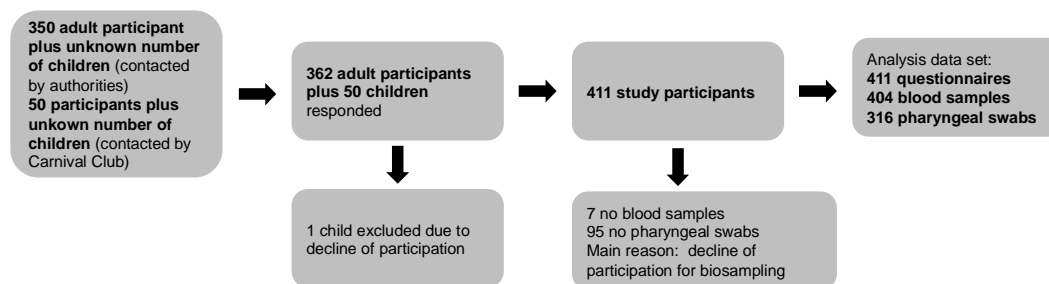 350 adult participant
plus unknown number
of children (contacted
by authorities)
50 participants plus
unkown number of
children (contacted by
Carnival Club)
362 adult participants
plus 50 children
responded
411 study participants
Analysis data set:
411 questionnaires
404 blood samples
316 pharyngeal swabs
1 child excluded due to
decline of participation
7 no blood samples
95 no pharyngeal swabs
Main reason:  decline of
participation for biosampling